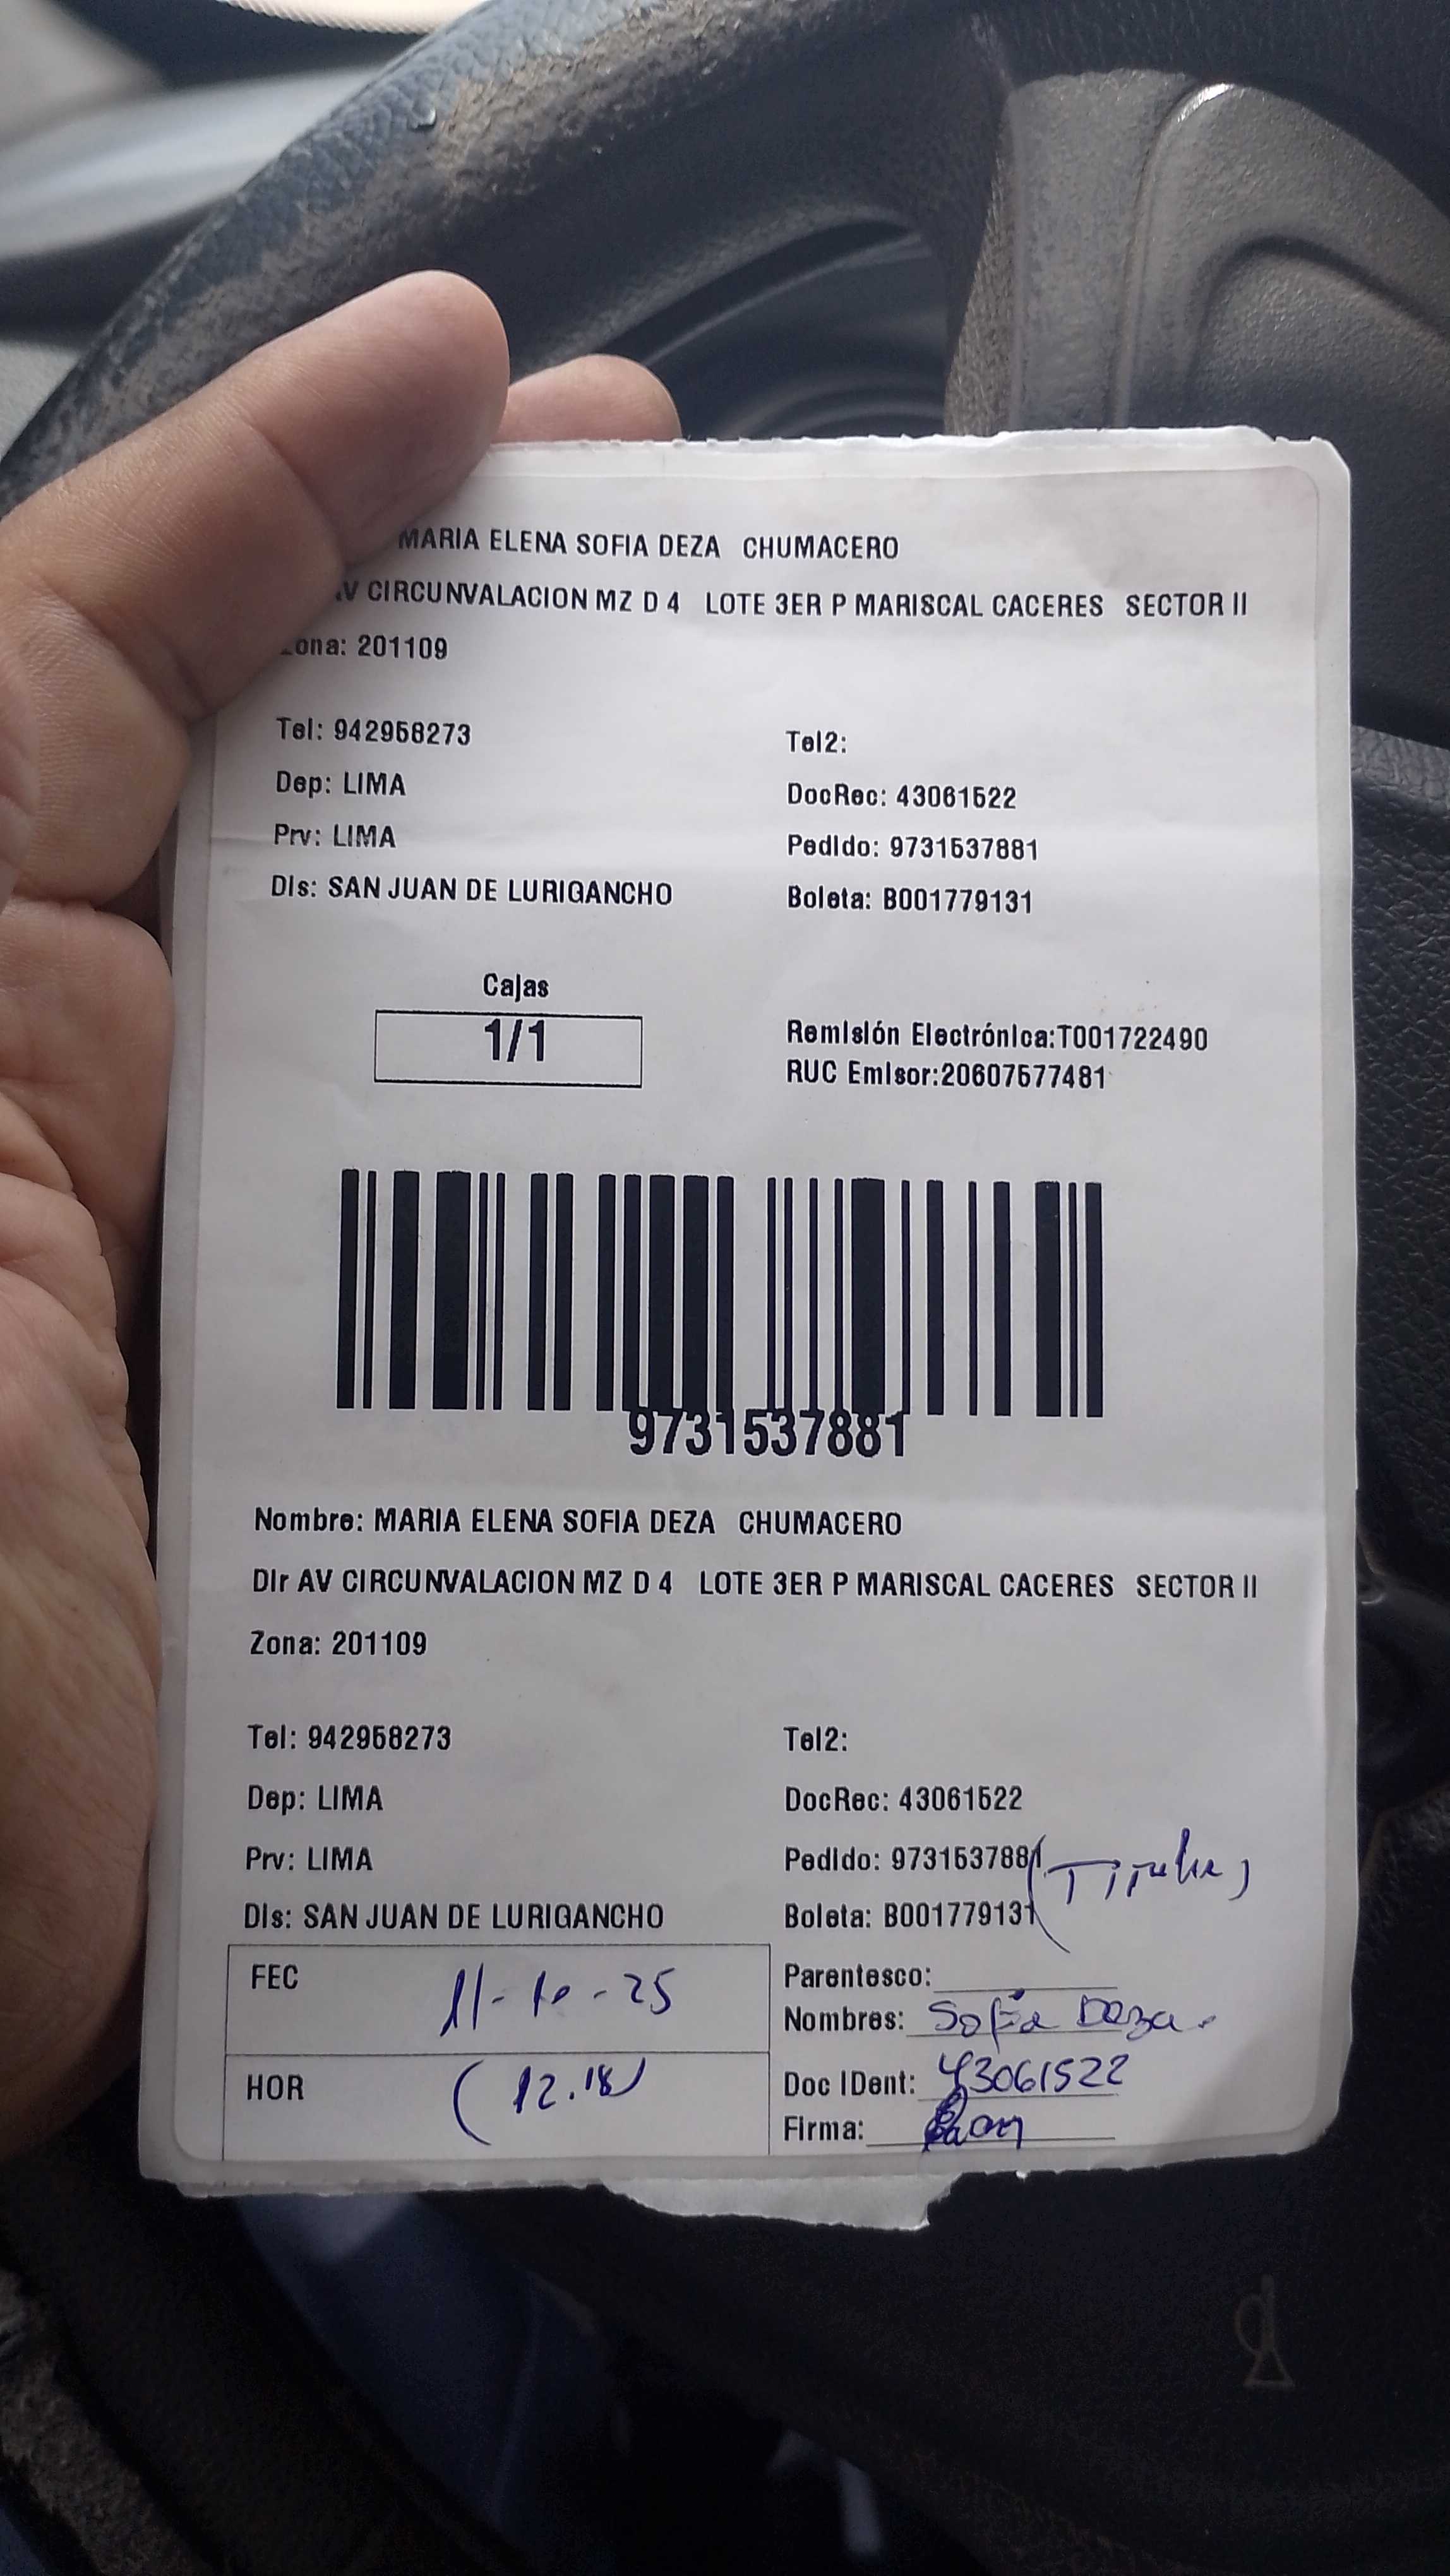 MARIA ELENA SOFIA DEZA CHUMACERO
AV CIRCUNVALACION MZ D 4 LOTE 3ER P MARISCAL CACERES SECTOR II
Zona: 201109
Tel: 942958273 Tel2:
Dep: LIMA DocRec: 43061522
Prv: LIMA Pedido: 9731537881
Dis: SAN JUAN DE LURIGANCHO Boleta: B001779131
Cajas
1/1
Remisión Electrónica:T001722490
RUC Emisor:20607577481
9731537881
Nombre: MARIA ELENA SOFIA DEZA CHUMACERO
Dir AV CIRCUNVALACION MZ D 4 LOTE 3ER P MARISCAL CACERES SECTOR II
Zona: 201109
Tel: 942958273 Tel2:
Dep: LIMA DocRec: 43061522
Prv: LIMA Pedido: 9731537881
(Titular)
Dis: SAN JUAN DE LURIGANCHO Boleta: B001779131
FEC 11-10-25 Parentesco:
Nombres: Sofia Deza.
HOR (12.18) Doc IDent: 43061522
Firma: